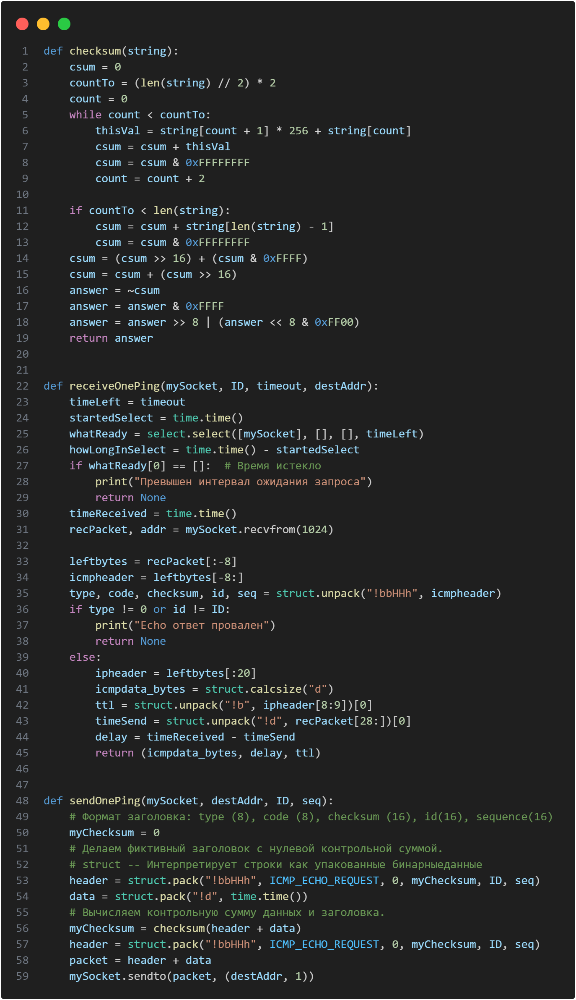 1 def checksum(string):
2     csum = 0
3     countTo = (len(string) // 2) * 2
4     count = 0
5     while count < countTo:
6         thisVal = string[count + 1] * 256 + string[count]
7         csum = csum + thisVal
8         csum = csum & 0xFFFFFFFF
9         count = count + 2
10
11     if countTo < len(string):
12         csum = csum + string[len(string) - 1]
13         csum = csum & 0xFFFFFFFF
14     csum = (csum >> 16) + (csum & 0xFFFF)
15     csum = csum + (csum >> 16)
16     answer = ~csum
17     answer = answer & 0xFFFF
18     answer = answer >> 8 | (answer << 8 & 0xFF00)
19     return answer
20
21
22 def receiveOnePing(mySocket, ID, timeout, destAddr):
23     timeLeft = timeout
24     startedSelect = time.time()
25     whatReady = select.select([mySocket], [], [], timeLeft)
26     howLongInSelect = time.time() - startedSelect
27     if whatReady[0] == []:  # Время истекло
28         print("Превышен интервал ожидания запроса")
29         return None
30     timeReceived = time.time()
31     recPacket, addr = mySocket.recvfrom(1024)
32
33     leftbytes = recPacket[:-8]
34     icmpheader = leftbytes[-8:]
35     type, code, checksum, id, seq = struct.unpack("!bbHHh", icmpheader)
36     if type != 0 or id != ID:
37         print("Echo ответ провален")
38         return None
39     else:
40         ipheader = leftbytes[:20]
41         icmpdata_bytes = struct.calcsize("d")
42         ttl = struct.unpack("!b", ipheader[8:9])[0]
43         timeSend = struct.unpack("!d", recPacket[28:])[0]
44         delay = timeReceived - timeSend
45         return (icmpdata_bytes, delay, ttl)
46
47
48 def sendOnePing(mySocket, destAddr, ID, seq):
49     # Формат заголовка: type (8), code (8), checksum (16), id(16), sequence(16)
50     myChecksum = 0
51     # Делаем фиктивный заголовок с нулевой контрольной суммой.
52     # struct -- Интерпретирует строки как упакованные бинарныеданные
53     header = struct.pack("!bbHHh", ICMP_ECHO_REQUEST, 0, myChecksum, ID, seq)
54     data = struct.pack("!d", time.time())
55     # Вычисляем контрольную сумму данных и заголовка.
56     myChecksum = checksum(header + data)
57     header = struct.pack("!bbHHh", ICMP_ECHO_REQUEST, 0, myChecksum, ID, seq)
58     packet = header + data
59     mySocket.sendto(packet, (destAddr, 1))